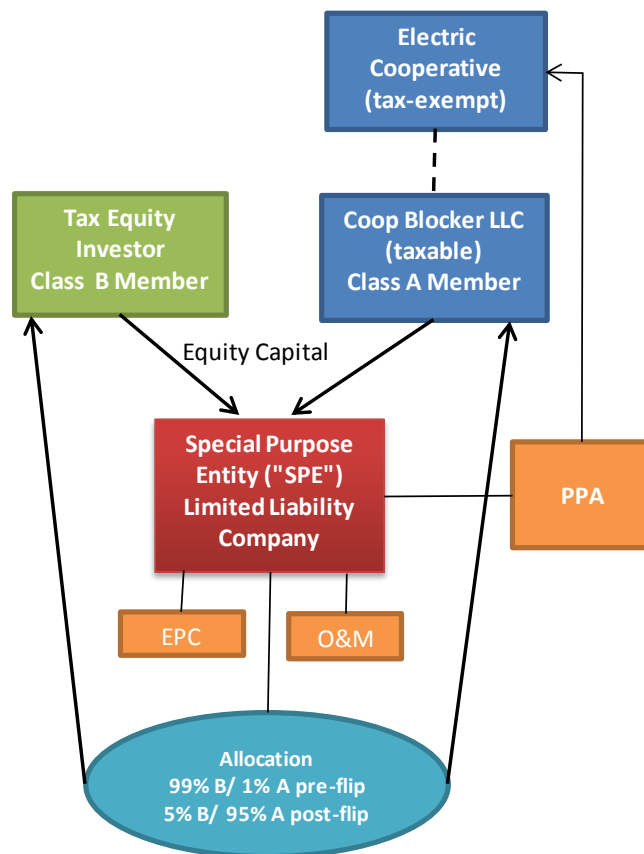 Electric
Cooperative
(tax-exempt)
Tax Equity
Investor
Class B Member
Coop Blocker LLC
(taxable)
Class A Member
Equity Capital
Special Purpose
Entity ("SPE")
Limited Liability
Company
PPA
EPC
O&M
Allocation
99% B/ 1% A pre-flip
5% B/ 95% A post-flip